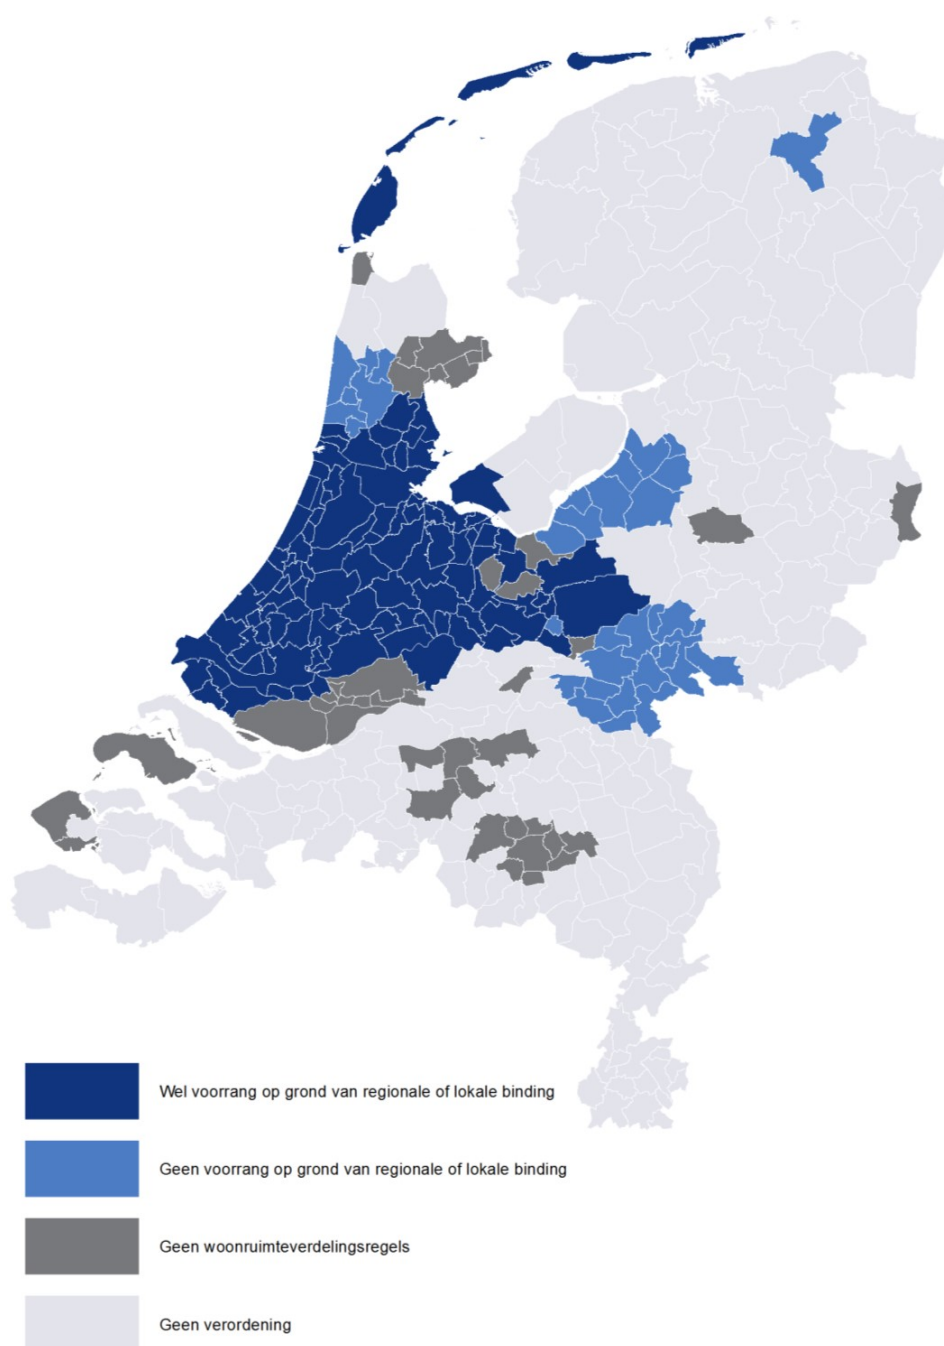 Wel voorrang op grond van regionale of lokale binding
Geen voorrang op grond van regionale of lokale binding
Geen woonruimteverdelingsregels
Geen verordening